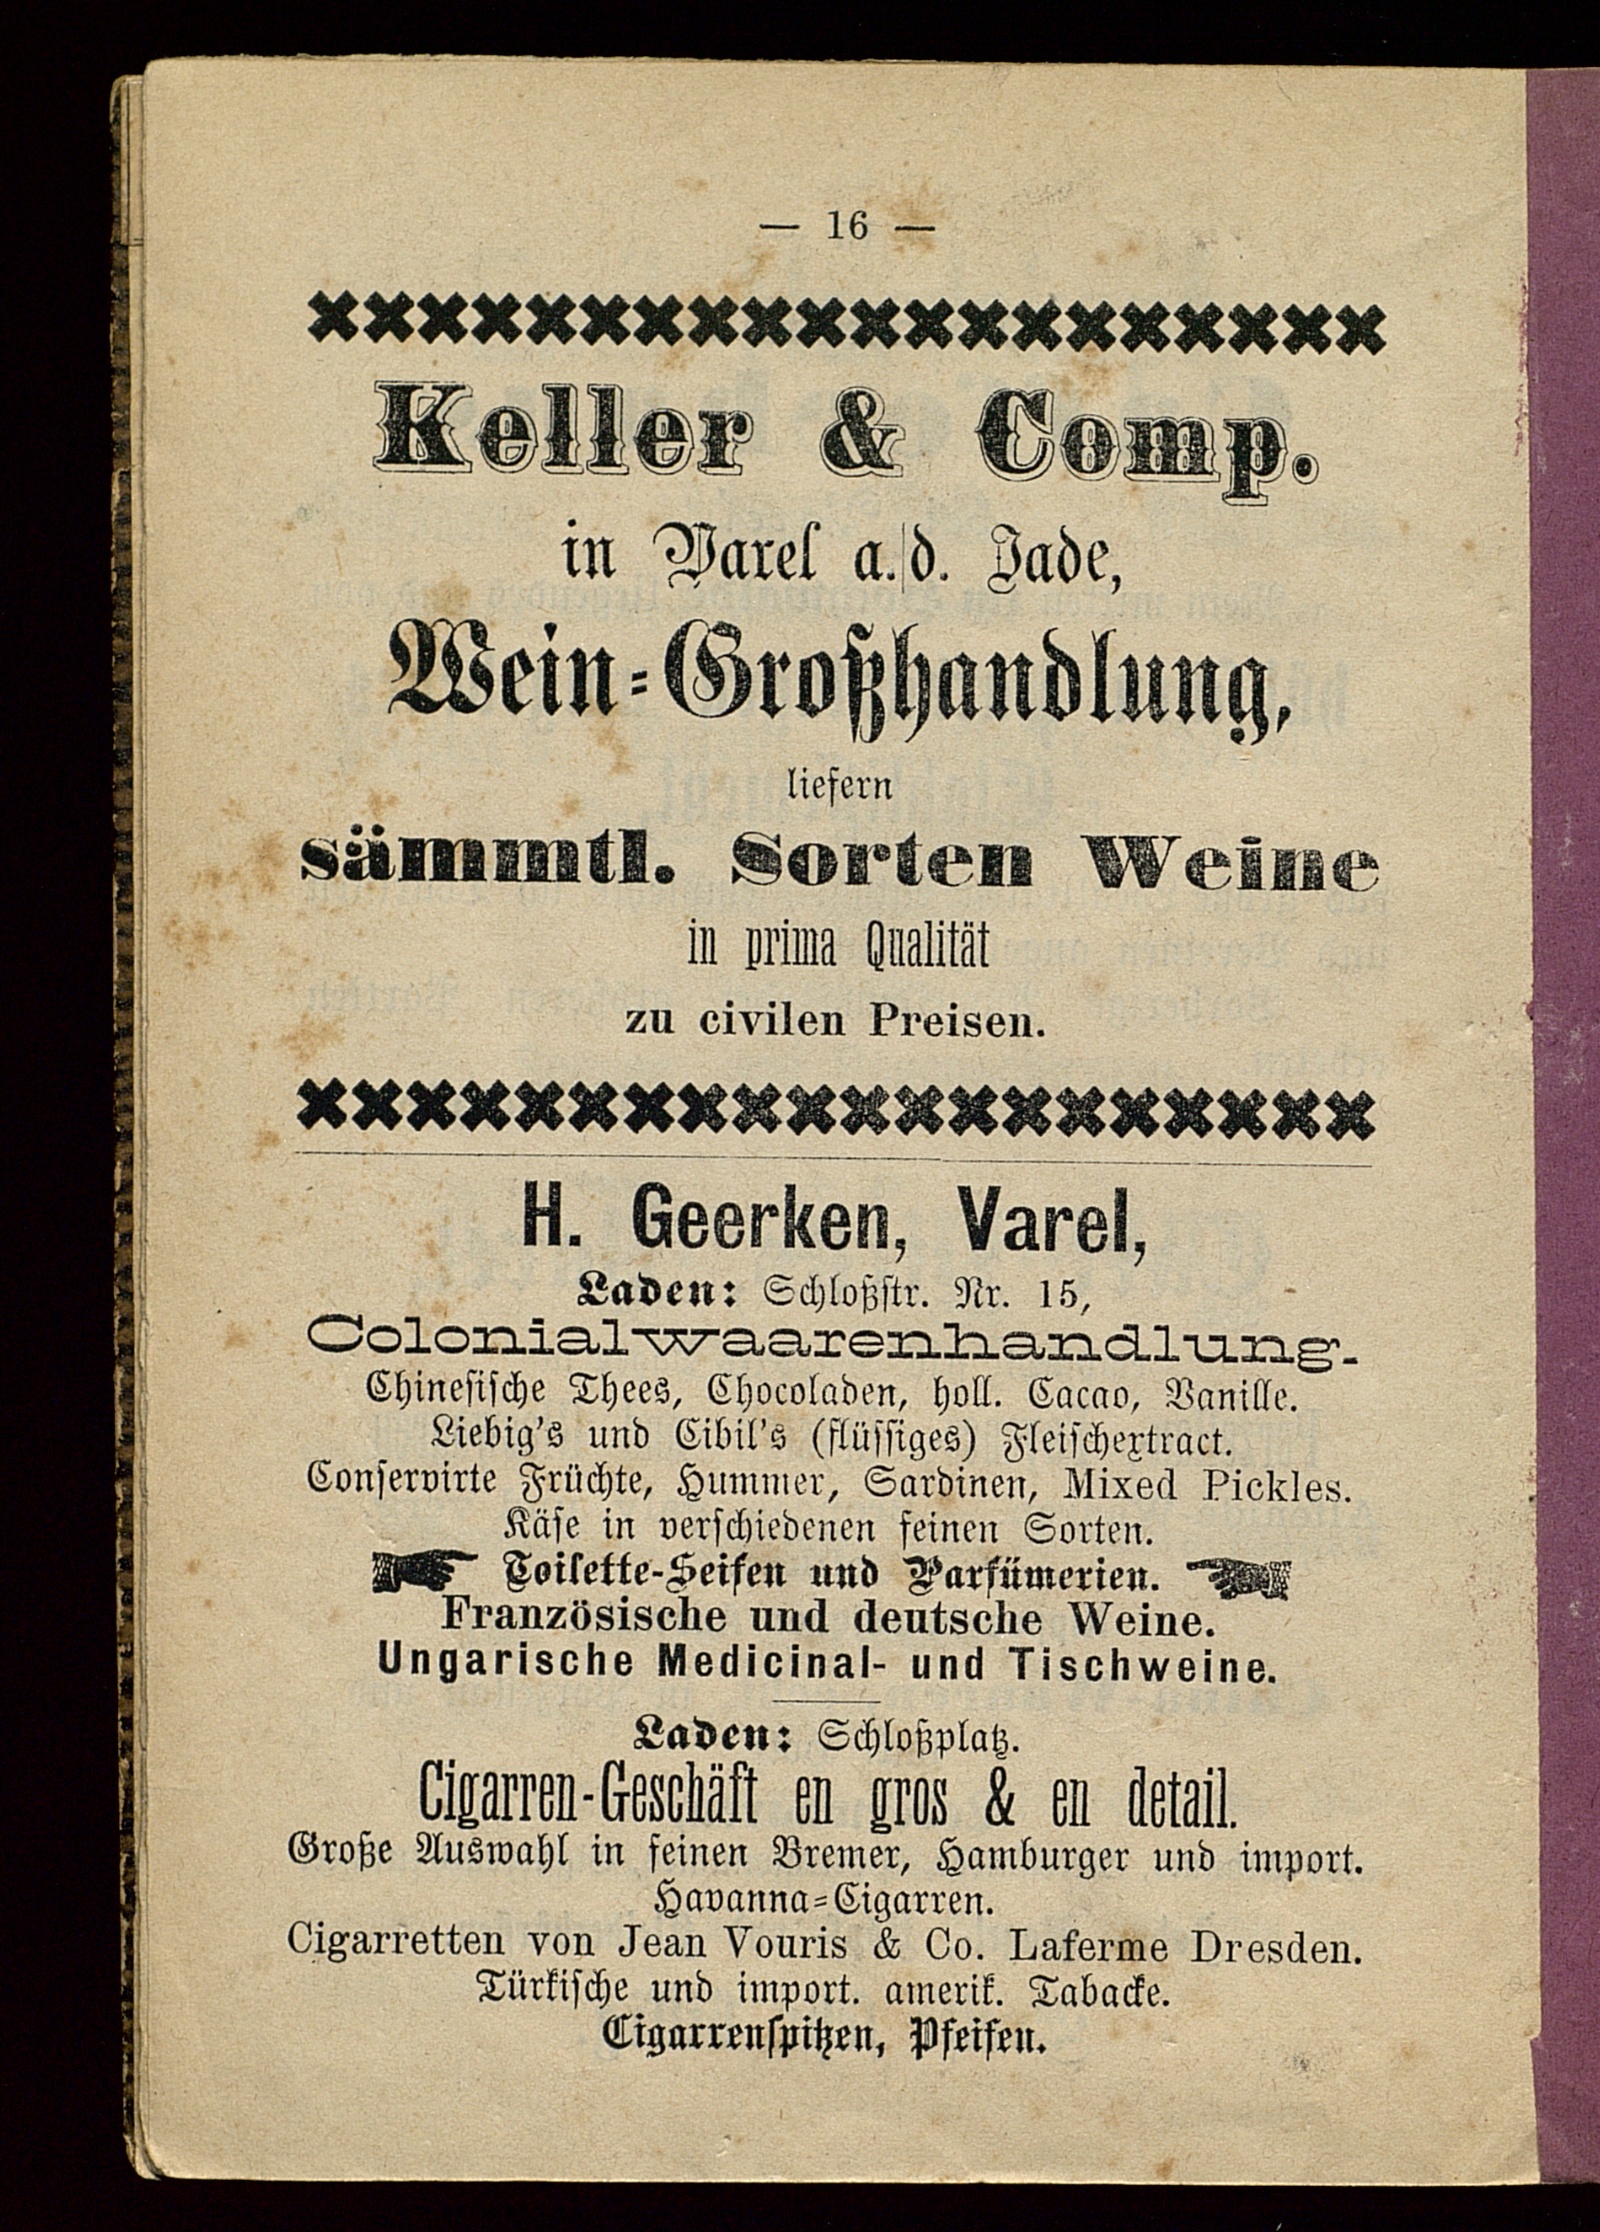 — 16 —
Keller & Comp.
in Varel a./d. Jade,
Wein-Großhandlung,
liefern
sämmtl. Sorten Weine
in prima Qualität
zu civilen Preisen.
H. Geerken, Varel,
Laden: Schloßstr. Nr. 15,
Colonialwaarenhandlung.
Chinesische Thees, Chocoladen, holl. Cacao, Vanille.
Liebig's und Cibil's (flüssiges) Fleischextract.
Conservirte Früchte, Hummer, Sardinen, Mixed Pickles.
Käse in verschiedenen feinen Sorten.
Toilette-Seifen und Parfümerien.
Französische und deutsche Weine.
Ungarische Medicinal- und Tischweine.
Laden: Schloßplatz.
Cigarren-Geschäft en gros & en detail.
Große Auswahl in feinen Bremer, Hamburger und import.
Havanna-Cigarren.
Cigarretten von Jean Vouris & Co. Laferme Dresden.
Türkische und import. amerik. Tabacke.
Cigarrenspitzen, Pfeifen.